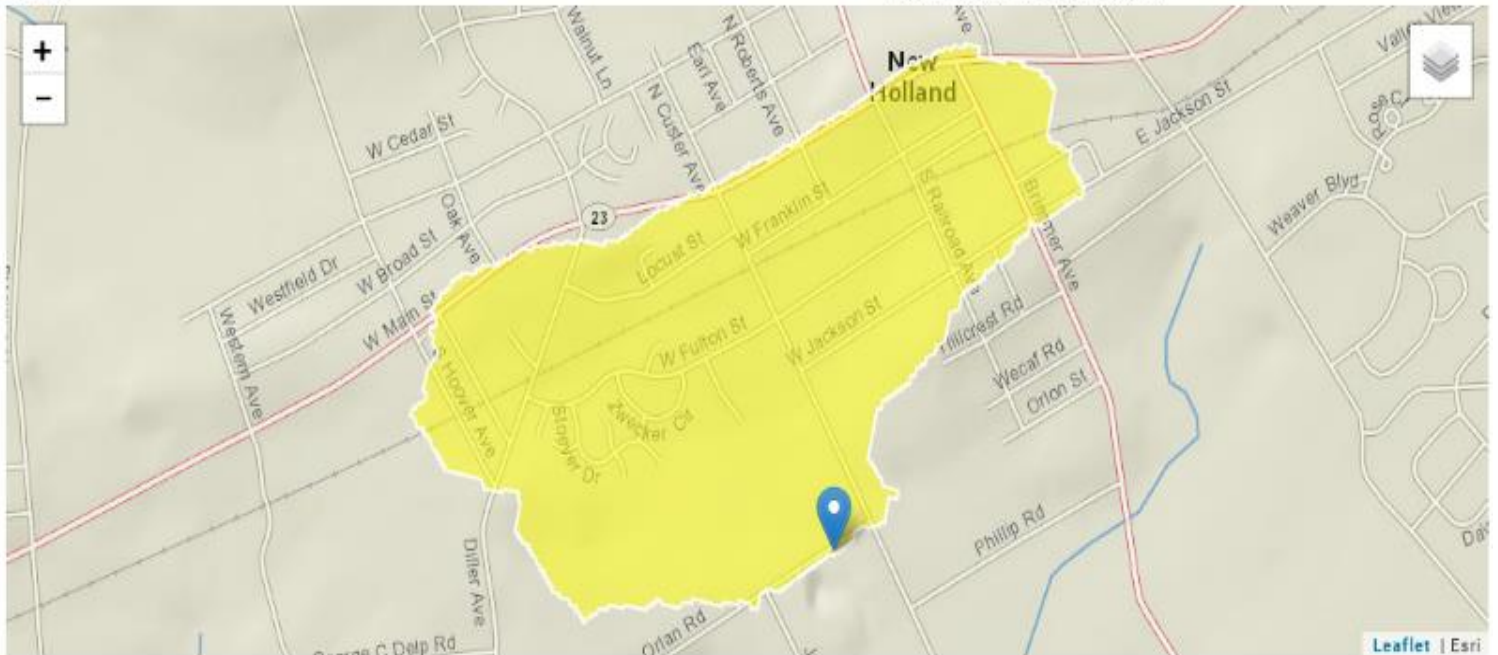 +
−
New
Holland
Walnut Ln
N Roberts Ave
Earl Ave
N Custer Ave
Ave
W Cedar St
Oak Ave
23
Westfield Dr
W Broad St
W Main St
Western Ave
S Hoover Ave
Locust St
W Franklin St
S Railroad Ave
Brimmer Ave
E Jackson St
Valley View
Weaver Blvd
W Fulton St
W Jackson St
Hillcrest Rd
Wecaf Rd
Orlon St
Stoever Dr
Zwecker Ct
Diller Ave
Phillip Rd
Orlan Rd
George C Delp Rd
Leaflet | Esri